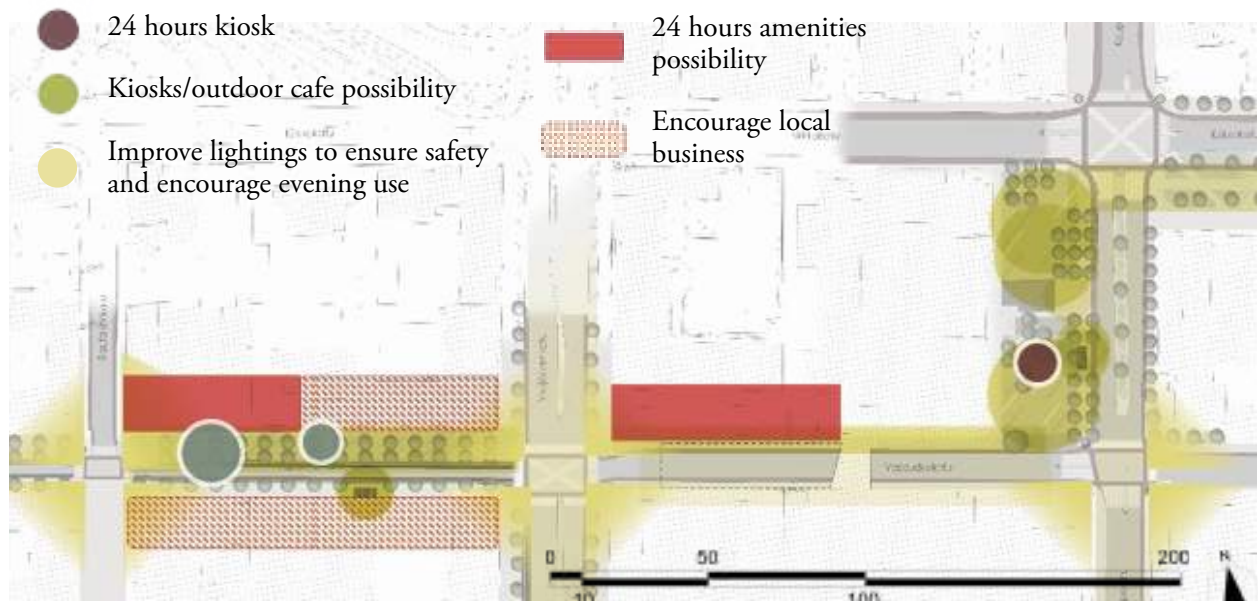 24 hours kiosk
Kiosks/outdoor cafe possibility
Improve lightings to ensure safety
and encourage evening use
24 hours amenities
possibility
Encourage local
business
0
50
200
10
100
N